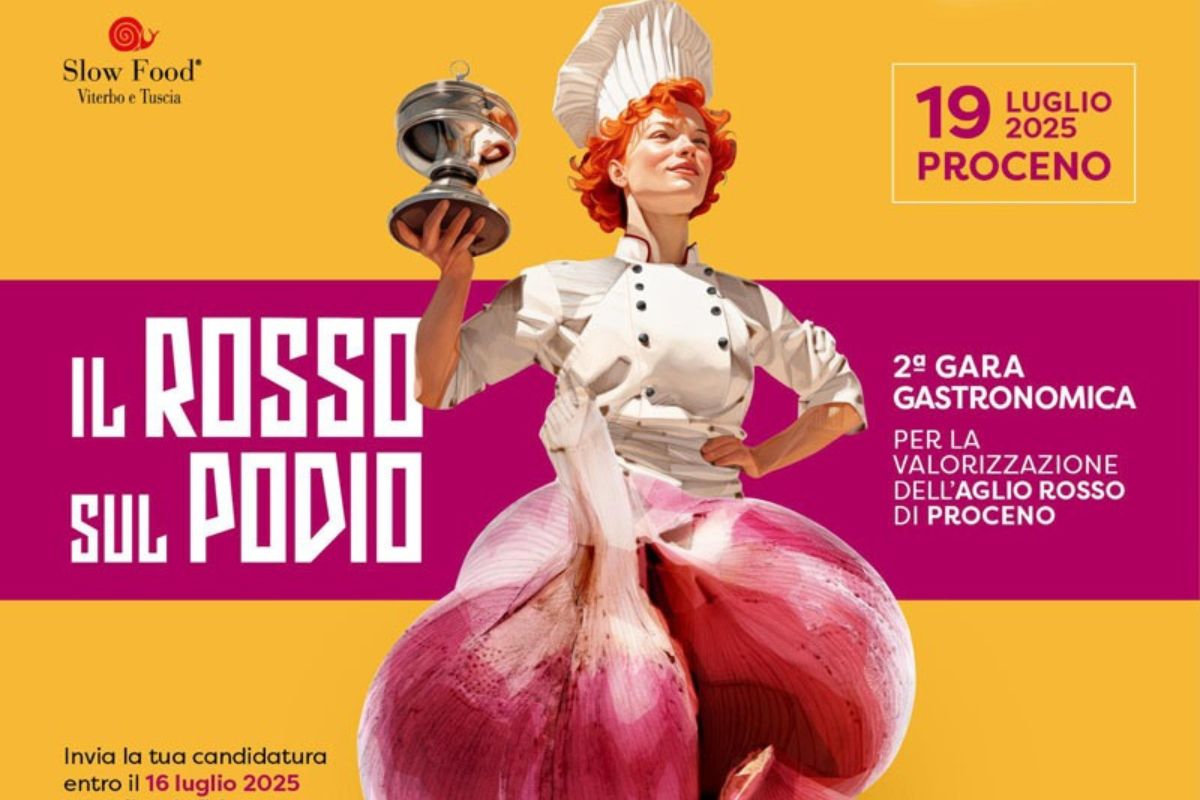 Slow Food®
Viterbo e Tuscia
19 LUGLIO
2025
PROCENO
IL ROSSO
SUL PODIO
2ª GARA
GASTRONOMICA
PER LA
VALORIZZAZIONE
DELL'AGLIO ROSSO
DI PROCENO
Invia la tua candidatura
entro il 16 luglio 2025